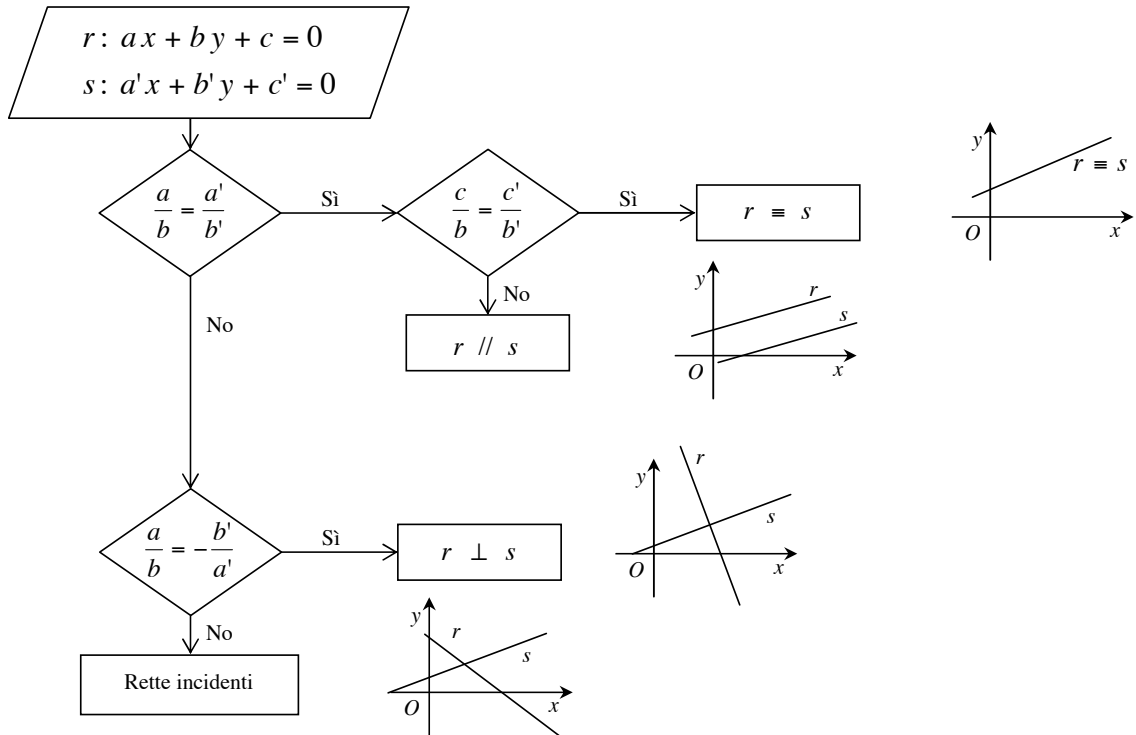 r: ax + by + c = 0
s: a'x + b'y + c' = 0
a/b = a'/b'
Sì
c/b = c'/b'
Sì
r ≡ s
y
r ≡ s
O
x
No
No
r // s
y
r
s
O
x
a/b = −b'/a'
Sì
r ⊥ s
y
r
s
O
x
No
Rette incidenti
y
r
s
O
x